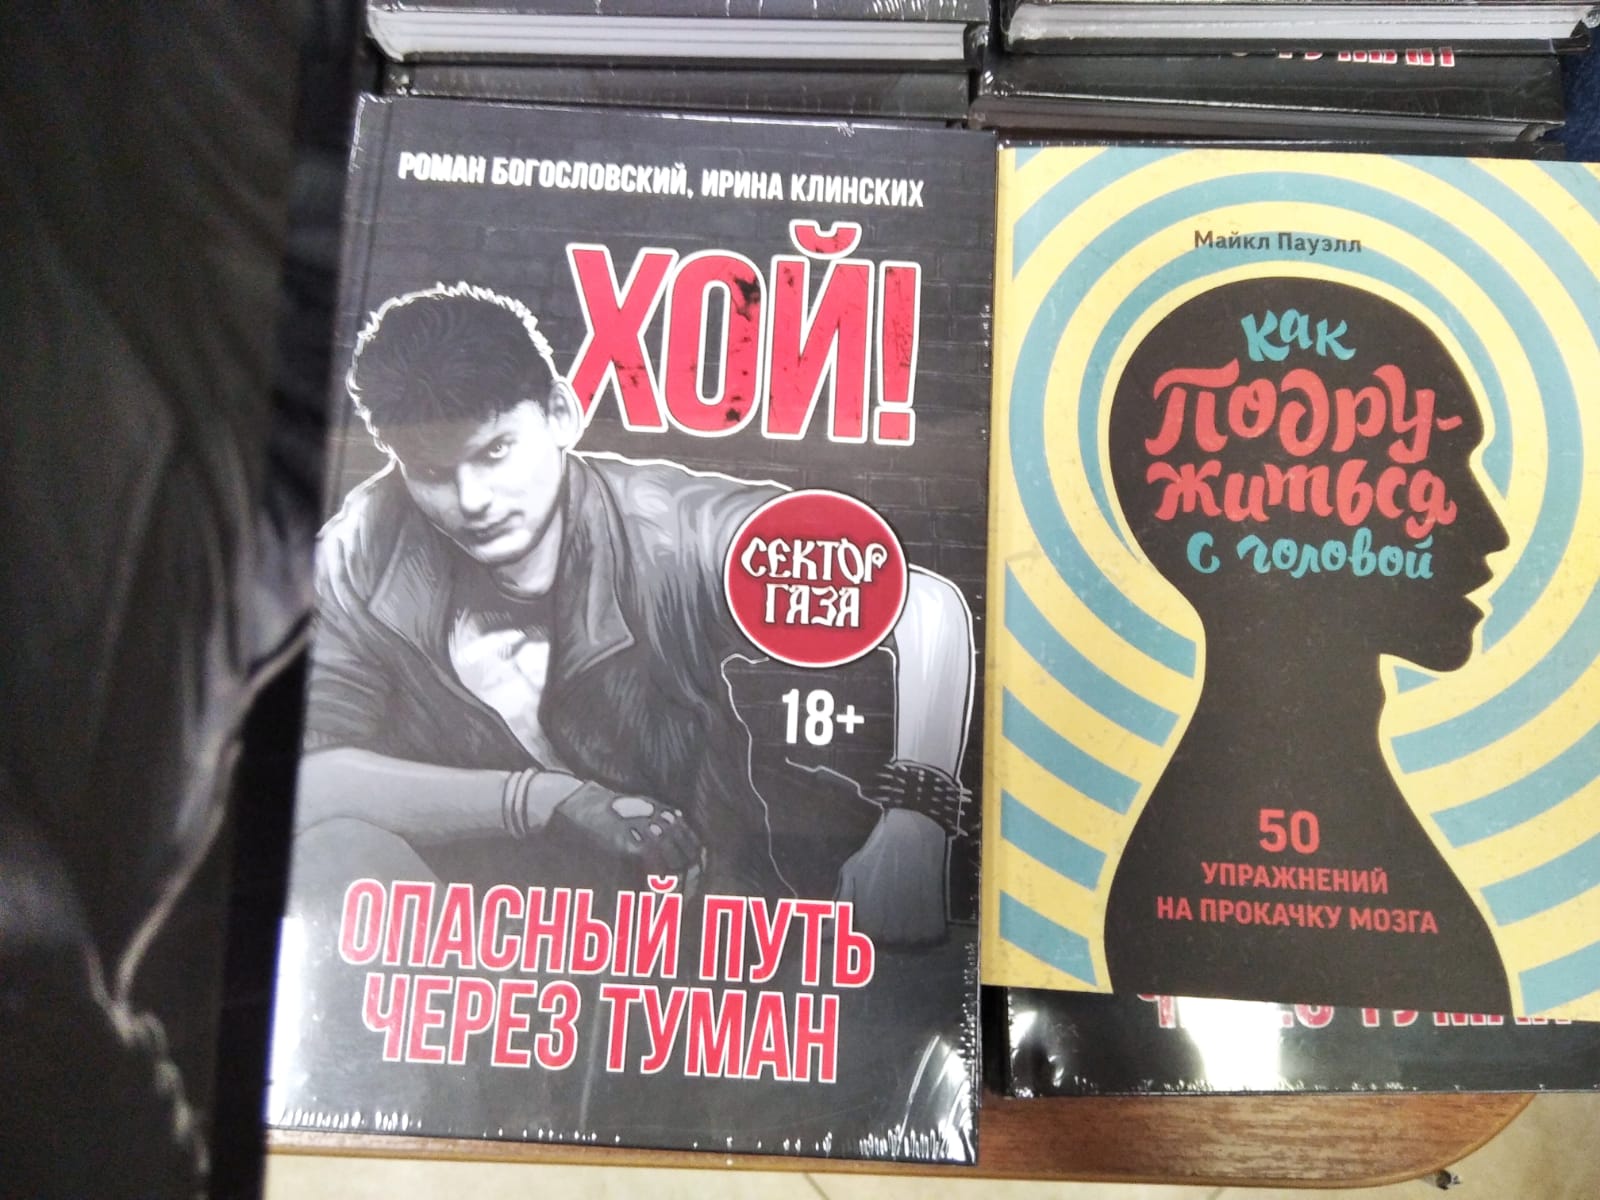 РОМАН БОГОСЛОВСКИЙ, ИРИНА КЛИНСКИХ
ХОЙ!
СЕКТОР
ГАЗА
18+
ОПАСНЫЙ ПУТЬ
ЧЕРЕЗ ТУМАН
Майкл Пауэлл
как
подру-
житься
с головой
50
УПРАЖНЕНИЙ
НА ПРОКАЧКУ МОЗГА